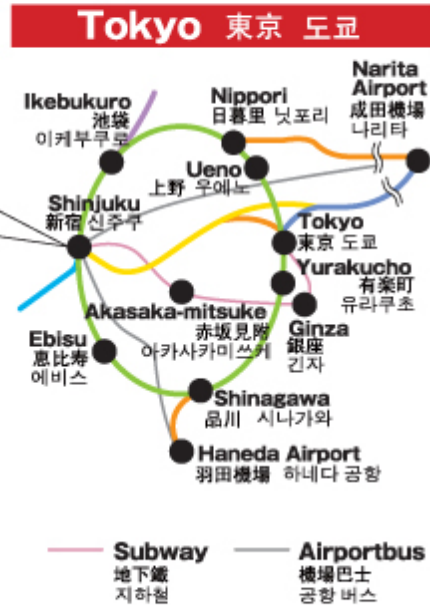 Tokyo 東京 도쿄
Narita
Airport
成田機場
나리타
Ikebukuro
池袋
이케부쿠로
Nippori
日暮里 닛포리
Ueno
上野 우에노
Shinjuku
新宿 신주쿠
Tokyo
東京 도쿄
Yurakucho
有楽町
유라쿠초
Akasaka-mitsuke
赤坂見附
아카사카미쓰케
Ginza
銀座
긴자
Ebisu
恵比寿
에비스
Shinagawa
品川 시나가와
Haneda Airport
羽田機場 하네다 공항
Subway
地下鐵
지하철
Airportbus
機場巴士
공항 버스